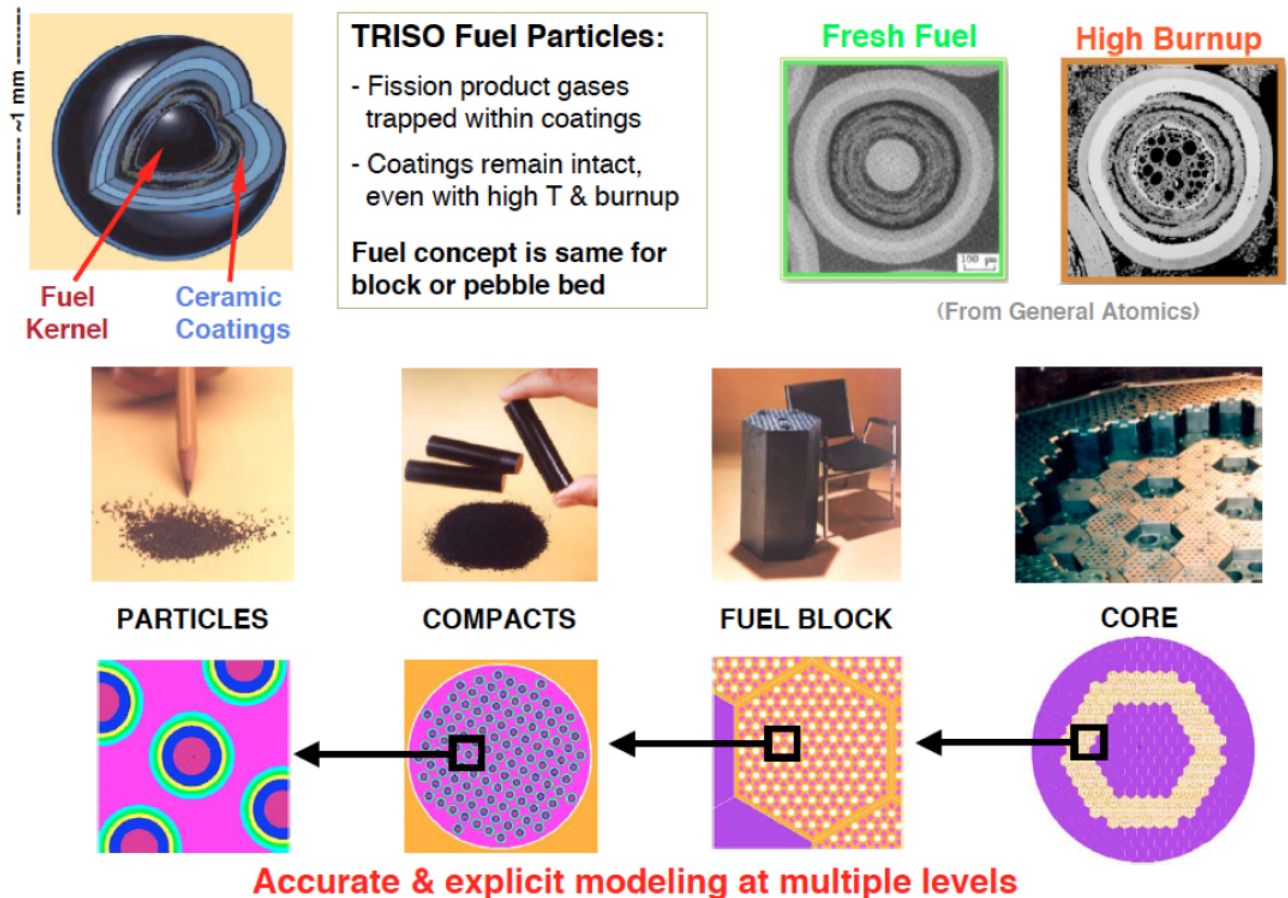 -------- ~1 mm --------
Fuel
Kernel
Ceramic
Coatings
TRISO Fuel Particles:
- Fission product gases
trapped within coatings
- Coatings remain intact,
even with high T & burnup
Fuel concept is same for
block or pebble bed
Fresh Fuel
High Burnup
100 µm
(From General Atomics)
PARTICLES
COMPACTS
FUEL BLOCK
CORE
Accurate & explicit modeling at multiple levels